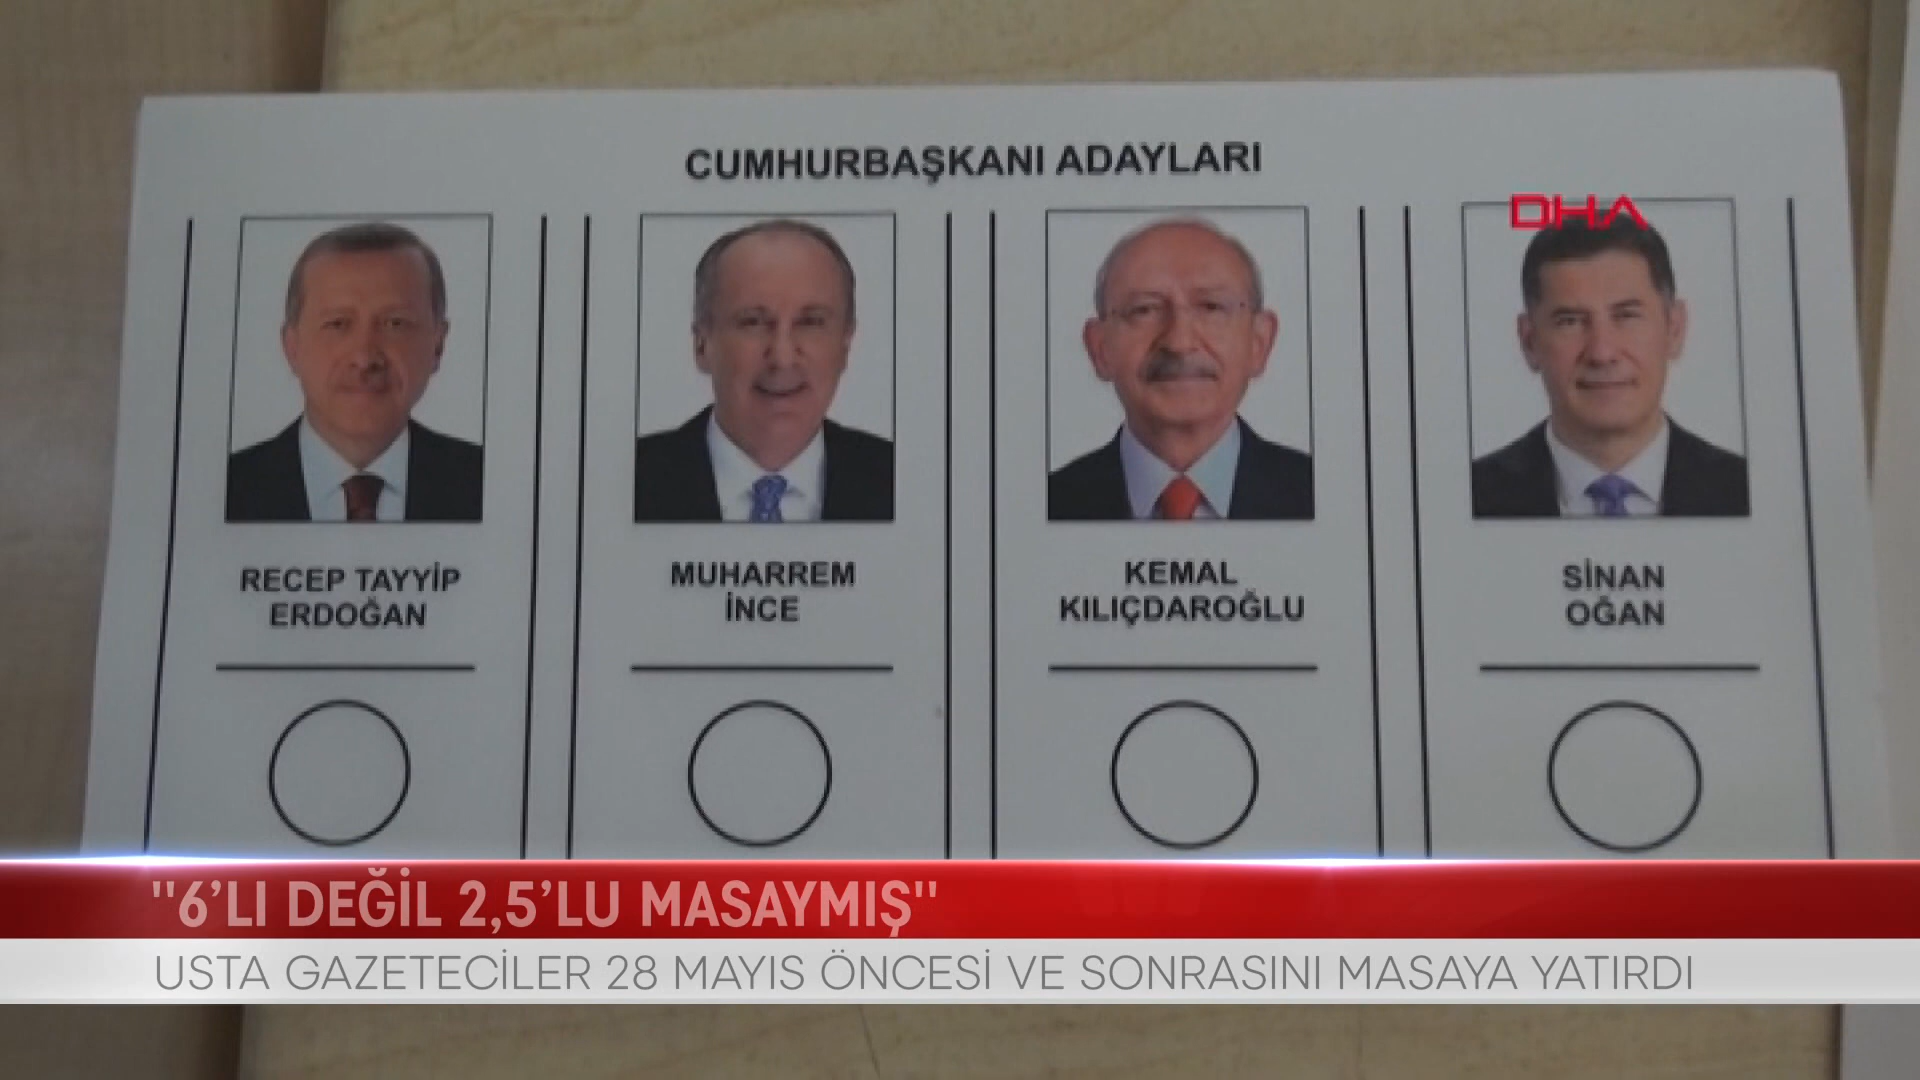 CUMHURBAŞKANI ADAYLARI
DHA
RECEP TAYYİP
ERDOĞAN
MUHARREM
İNCE
KEMAL
KILIÇDAROĞLU
SİNAN
OĞAN
"6’LI DEĞİL 2,5’LU MASAYMIŞ"
USTA GAZETECİLER 28 MAYIS ÖNCESİ VE SONRASINI MASAYA YATIRDI